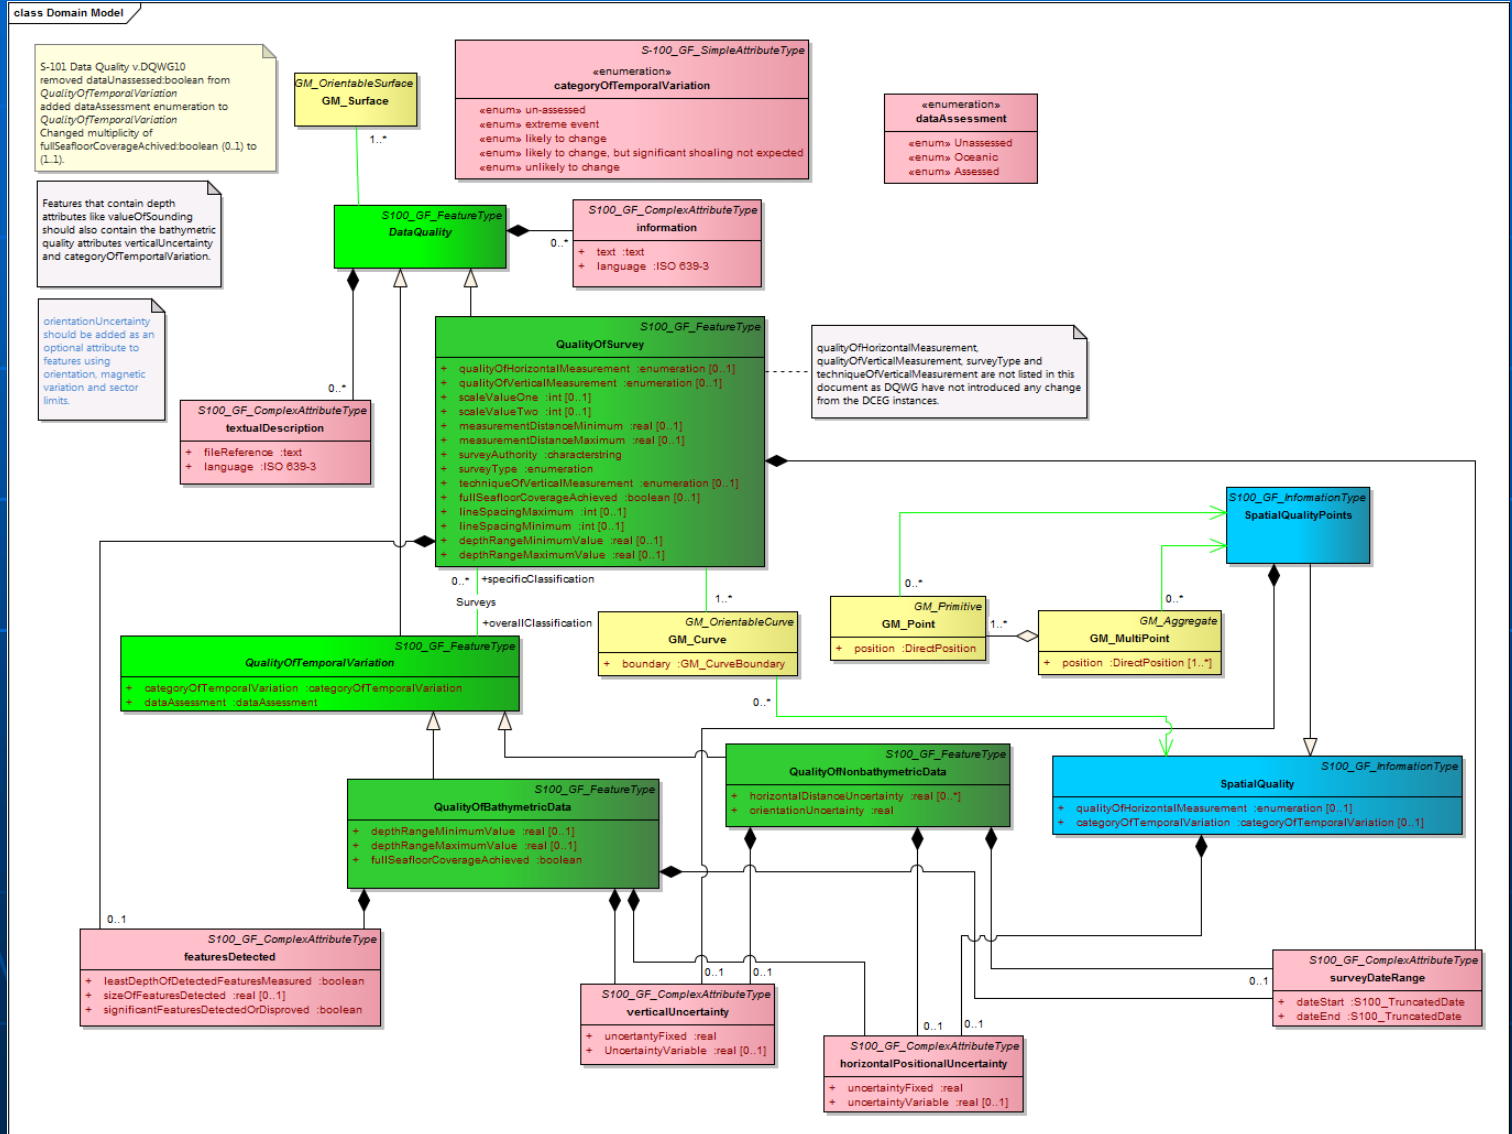 class Domain Model
S-101 Data Quality v.DQWG10
removed dataUnassessed:boolean from
QualityOfTemporalVariation
added dataAssessment enumeration to
QualityOfTemporalVariation
Changed multiplicity of
fullSeafloorCoverageAchived:boolean (0..1) to
(1..1).
GM_OrientableSurface
GM_Surface
1..*
S-100_GF_SimpleAttributeType
«enumeration»
categoryOfTemporalVariation
«enum» un-assessed
«enum» extreme event
«enum» likely to change
«enum» likely to change, but significant shoaling not expected
«enum» unlikely to change
«enumeration»
dataAssessment
«enum» Unassessed
«enum» Oceanic
«enum» Assessed
Features that contain depth
attributes like valueOfSounding
should also contain the bathymetric
quality attributes verticalUncertainty
and categoryOfTemportalVariation.
S100_GF_FeatureType
DataQuality
0..*
S100_GF_ComplexAttributeType
information
+ text :text
+ language :ISO 639-3
orientationUncertainty
should be added as an
optional attribute to
features using
orientation, magnetic
variation and sector
limits.
0..*
S100_GF_ComplexAttributeType
textualDescription
+ fileReference :text
+ language :ISO 639-3
S100_GF_FeatureType
QualityOfSurvey
+ qualityOfHorizontalMeasurement :enumeration [0..1]
+ qualityOfVerticalMeasurement :enumeration [0..1]
+ scaleValueOne :int [0..1]
+ scaleValueTwo :int [0..1]
+ measurementDistanceMinimum :real [0..1]
+ measurementDistanceMaximum :real [0..1]
+ surveyAuthority :characterstring
+ surveyType :enumeration
+ techniqueOfVerticalMeasurement :enumeration [0..1]
+ fullSeafloorCoverageAchieved :boolean [0..1]
+ lineSpacingMaximum :int [0..1]
+ lineSpacingMinimum :int [0..1]
+ depthRangeMinimumValue :real [0..1]
+ depthRangeMaximumValue :real [0..1]
qualityOfHorizontalMeasurement,
qualityOfVerticalMeasurement, surveyType and
techniqueOfVerticalMeasurement are not listed in this
document as DQWG have not introduced any change
from the DCEG instances.
S100_GF_InformationType
SpatialQualityPoints
0..*
+specificClassification
Surveys
+overallClassification
1..*
GM_OrientableCurve
GM_Curve
+ boundary :GM_CurveBoundary
0..*
0..*
GM_Primitive
GM_Point
+ position :DirectPosition
1..*
0..*
GM_Aggregate
GM_MultiPoint
+ position :DirectPosition [1..*]
S100_GF_FeatureType
QualityOfTemporalVariation
+ categoryOfTemporalVariation :categoryOfTemporalVariation
+ dataAssessment :dataAssessment
S100_GF_FeatureType
QualityOfNonbathymetricData
+ horizontalDistanceUncertainty :real [0..*]
+ orientationUncertainty :real
S100_GF_InformationType
SpatialQuality
+ qualityOfHorizontalMeasurement :enumeration [0..1]
+ categoryOfTemporalVariation :categoryOfTemporalVariation [0..1]
S100_GF_FeatureType
QualityOfBathymetricData
+ depthRangeMinimumValue :real [0..1]
+ depthRangeMaximumValue :real [0..1]
+ fullSeafloorCoverageAchieved :boolean
0..1
S100_GF_ComplexAttributeType
featuresDetected
+ leastDepthOfDetectedFeaturesMeasured :boolean
+ sizeOfFeaturesDetected :real [0..1]
+ significantFeaturesDetectedOrDisproved :boolean
0..1
0..1
S100_GF_ComplexAttributeType
verticalUncertainty
+ uncertantyFixed :real
+ UncertaintyVariable :real [0..1]
0..1
0..1
S100_GF_ComplexAttributeType
horizontalPositionalUncertainty
+ uncertaintyFixed :real
+ uncertaintyVariable :real [0..1]
0..1
S100_GF_ComplexAttributeType
surveyDateRange
+ dateStart :S100_TruncatedDate
+ dateEnd :S100_TruncatedDate